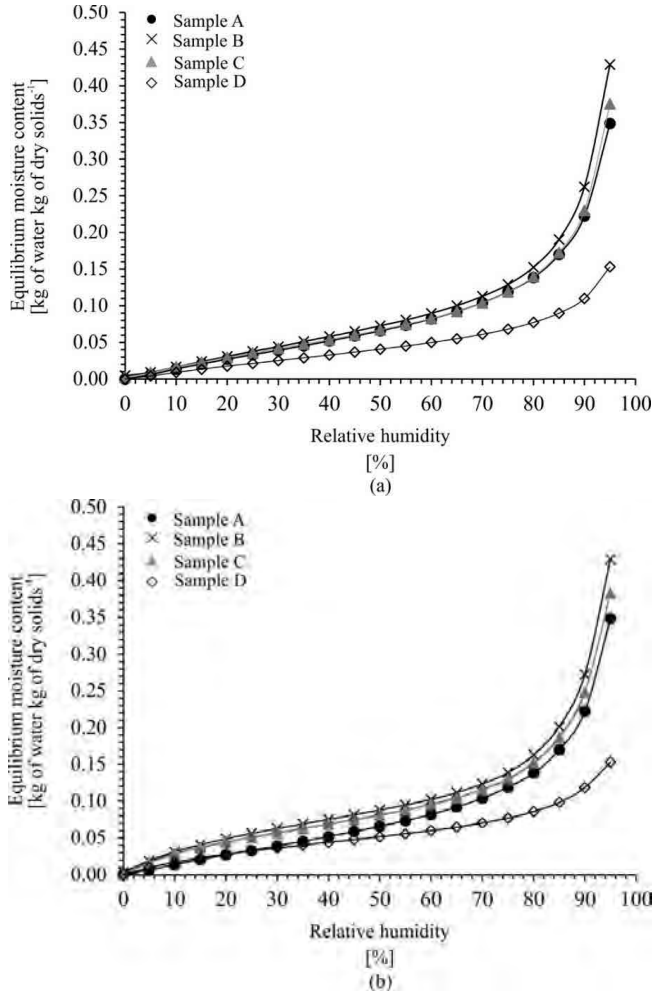 0.50
0.45
0.40
0.35
0.30
0.25
0.20
0.15
0.10
0.05
0.00
Equilibrium moisture content
[kg of water kg of dry solids⁻¹]
Sample A
Sample B
Sample C
Sample D
0 10 20 30 40 50 60 70 80 90 100
Relative humidity
[%]
(a)
0.50
0.45
0.40
0.35
0.30
0.25
0.20
0.15
0.10
0.05
0.00
Equilibrium moisture content
[kg of water kg of dry solids⁻¹]
Sample A
Sample B
Sample C
Sample D
0 10 20 30 40 50 60 70 80 90 100
Relative humidity
[%]
(b)